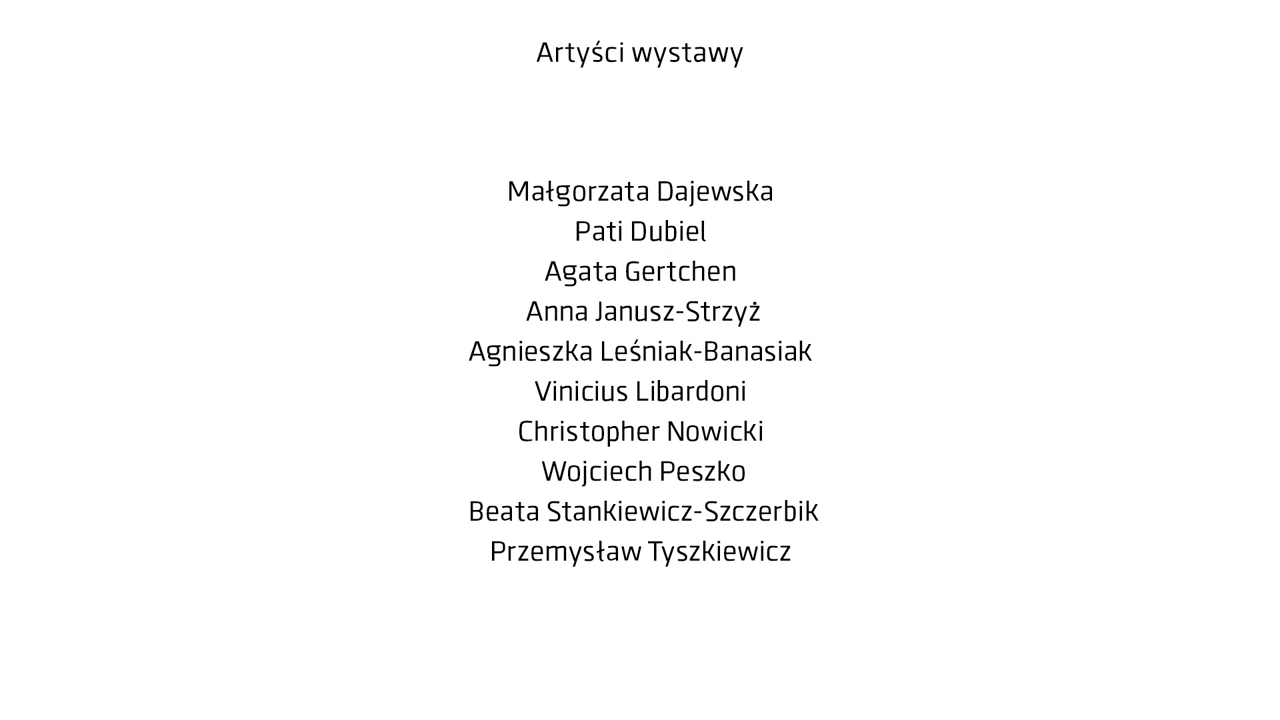 Artyści wystawy
Małgorzata Dajewska
Pati Dubiel
Agata Gertchen
Anna Janusz-Strzyż
Agnieszka Leśniak-Banasiak
Vinicius Libardoni
Christopher Nowicki
Wojciech Peszko
Beata Stankiewicz-Szczerbik
Przemysław Tyszkiewicz